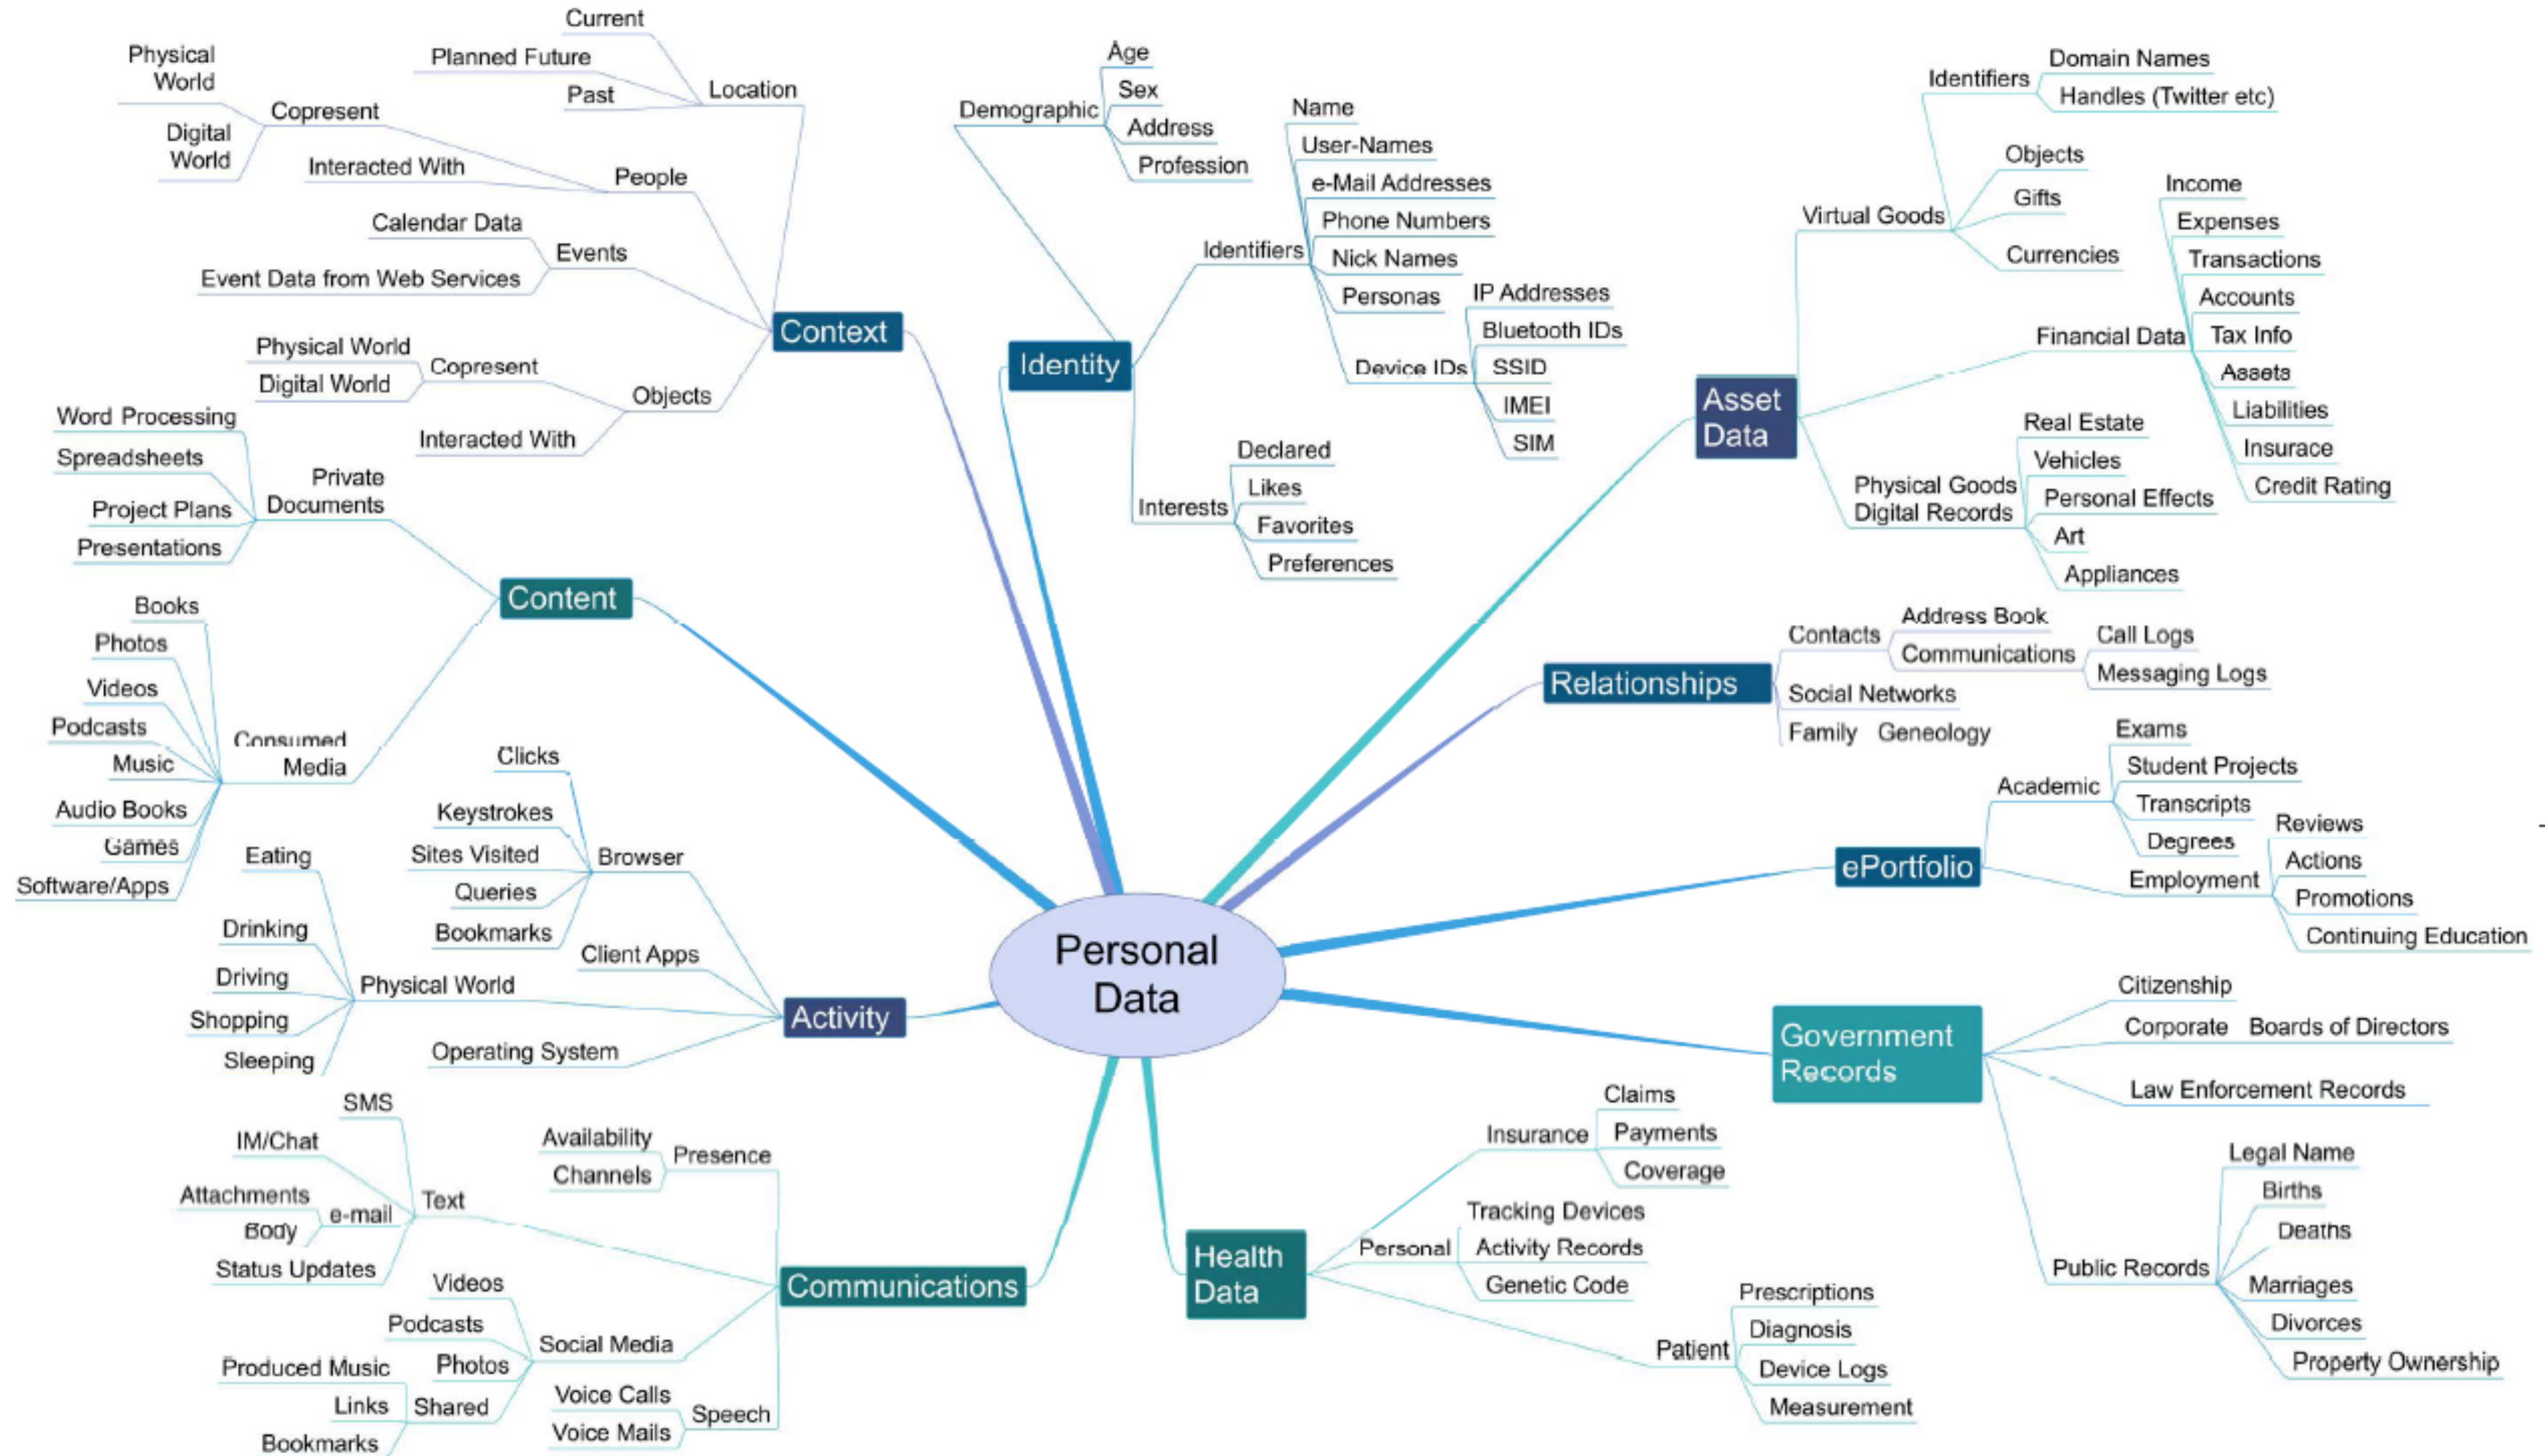 Current
Planned Future
Past
Location
Physical
World
Digital
World
Copresent
Interacted With
People
Calendar Data
Event Data from Web Services
Events
Physical World
Digital World
Copresent
Interacted With
Objects
Context
Word Processing
Spreadsheets
Project Plans
Presentations
Private
Documents
Books
Photos
Videos
Podcasts
Music
Audio Books
Games
Software/Apps
Consumed
Media
Content
Clicks
Keystrokes
Sites Visited
Queries
Bookmarks
Browser
Client Apps
Eating
Drinking
Driving
Shopping
Sleeping
Physical World
Operating System
Activity
Availability
Channels
Presence
SMS
IM/Chat
Attachments
Body
e-mail
Status Updates
Text
Videos
Podcasts
Photos
Produced Music
Links
Bookmarks
Shared
Social Media
Voice Calls
Voice Mails
Speech
Communications
Personal
Data
Identity
Demographic
Age
Sex
Address
Profession
Identifiers
Name
User-Names
e-Mail Addresses
Phone Numbers
Nick Names
Personas
Device IDs
IP Addresses
Bluetooth IDs
SSID
IMEI
SIM
Interests
Declared
Likes
Favorites
Preferences
Asset
Data
Virtual Goods
Identifiers
Domain Names
Handles (Twitter etc)
Objects
Gifts
Currencies
Financial Data
Income
Expenses
Transactions
Accounts
Tax Info
Assets
Liabilities
Insurace
Credit Rating
Physical Goods
Digital Records
Real Estate
Vehicles
Personal Effects
Art
Appliances
Relationships
Contacts
Address Book
Communications
Call Logs
Messaging Logs
Social Networks
Family Geneology
ePortfolio
Academic
Exams
Student Projects
Transcripts
Degrees
Employment
Reviews
Actions
Promotions
Continuing Education
Government
Records
Citizenship
Corporate Boards of Directors
Law Enforcement Records
Public Records
Legal Name
Births
Deaths
Marriages
Divorces
Property Ownership
Health
Data
Insurance
Claims
Payments
Coverage
Personal
Tracking Devices
Activity Records
Genetic Code
Patient
Prescriptions
Diagnosis
Device Logs
Measurement